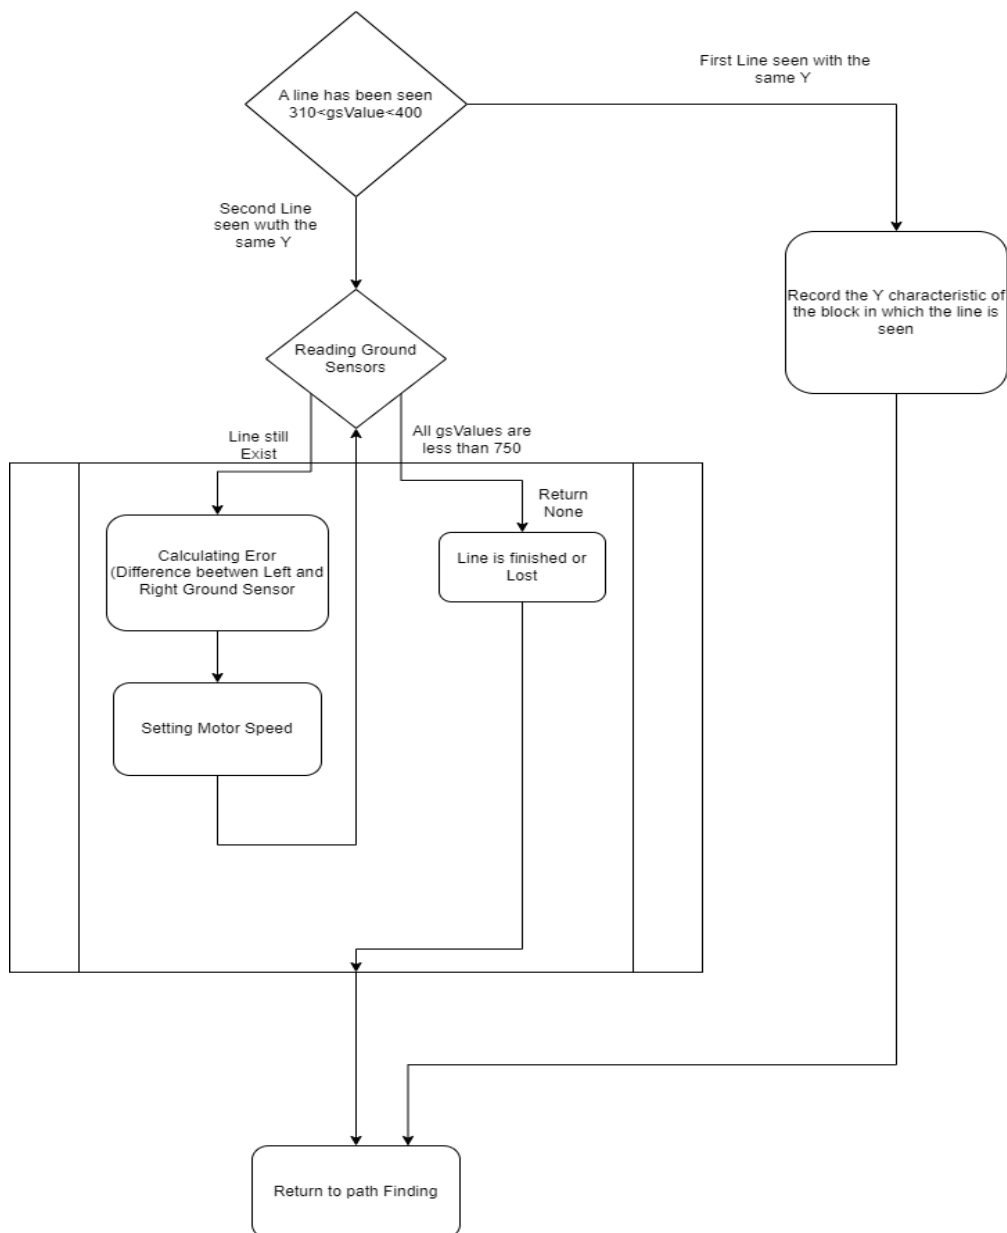 First Line seen with the
same Y
A line has been seen
310<gsValue<400
Second Line
seen wuth the
same Y
Record the Y characteristic of
the block in which the line is
seen
Reading Ground
Sensors
Line still
Exist
All gsValues are
less than 750
Return
None
Calculating Eror
(Difference beetwen Left and
Right Ground Sensor
Line is finished or
Lost
Setting Motor Speed
Return to path Finding